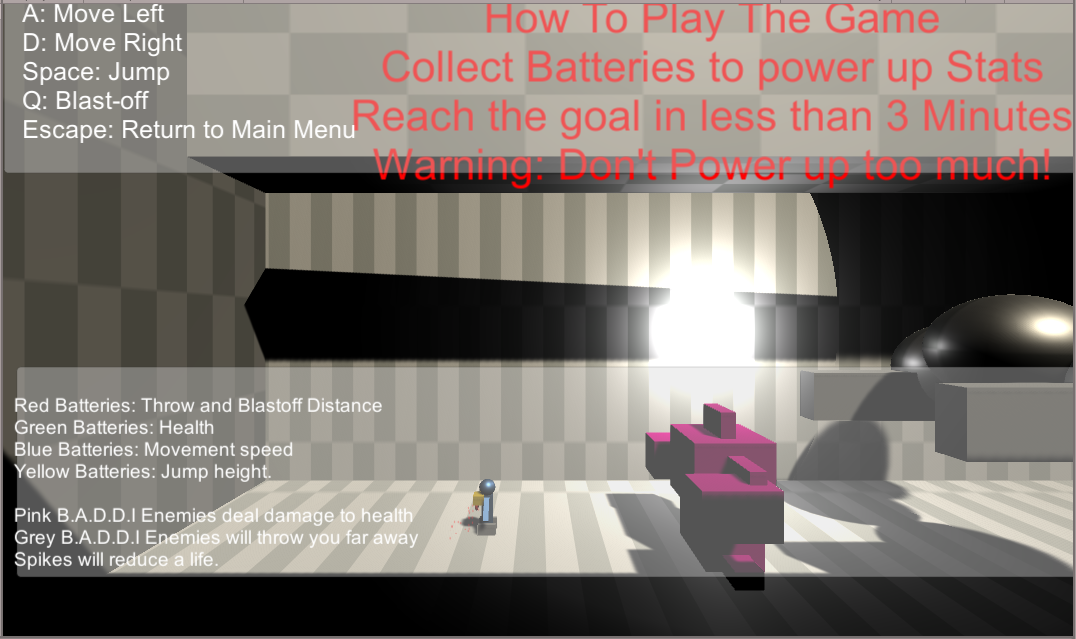 A: Move Left
D: Move Right
Space: Jump
Q: Blast-off
Escape: Return to Main Menu
How To Play The Game
Collect Batteries to power up Stats
Reach the goal in less than 3 Minutes
Warning: Don't Power up too much!
Red Batteries: Throw and Blastoff Distance
Green Batteries: Health
Blue Batteries: Movement speed
Yellow Batteries: Jump height.
Pink B.A.D.D.I Enemies deal damage to health
Grey B.A.D.D.I Enemies will throw you far away
Spikes will reduce a life.